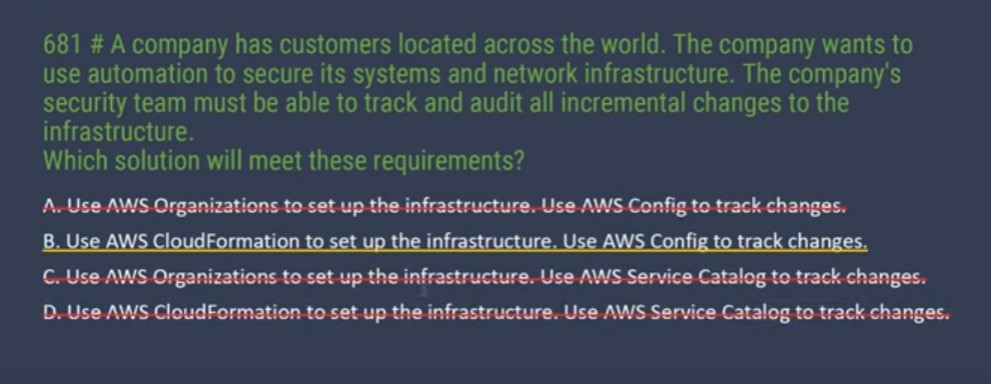 681 # A company has customers located across the world. The company wants to
use automation to secure its systems and network infrastructure. The company's
security team must be able to track and audit all incremental changes to the
infrastructure.
Which solution will meet these requirements?
A. Use AWS Organizations to set up the infrastructure. Use AWS Config to track changes.
B. Use AWS CloudFormation to set up the infrastructure. Use AWS Config to track changes.
C. Use AWS Organizations to set up the infrastructure. Use AWS Service Catalog to track changes.
D. Use AWS CloudFormation to set up the infrastructure. Use AWS Service Catalog to track changes.